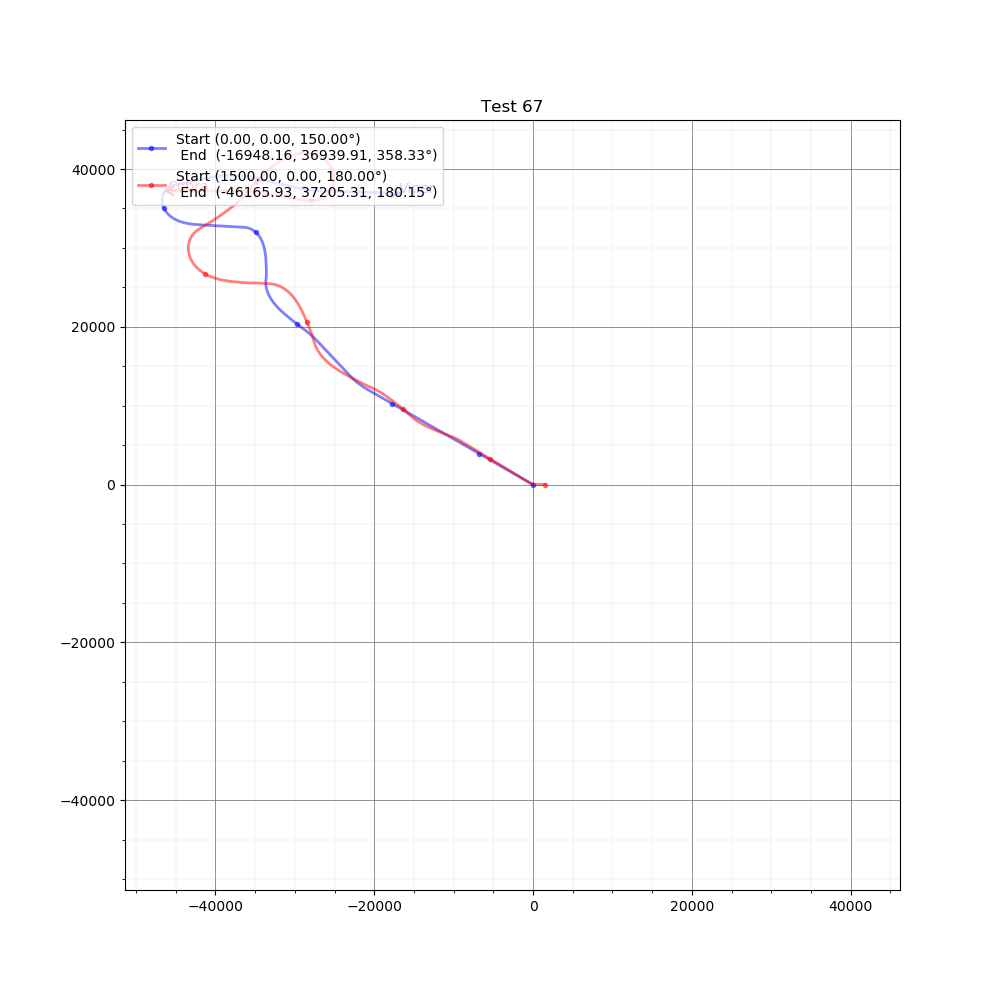 Test 67
Start (0.00, 0.00, 150.00°)
End  (-16948.16, 36939.91, 358.33°)
Start (1500.00, 0.00, 180.00°)
End  (-46165.93, 37205.31, 180.15°)
40000
20000
0
−20000
−40000
−40000 −20000 0 20000 40000